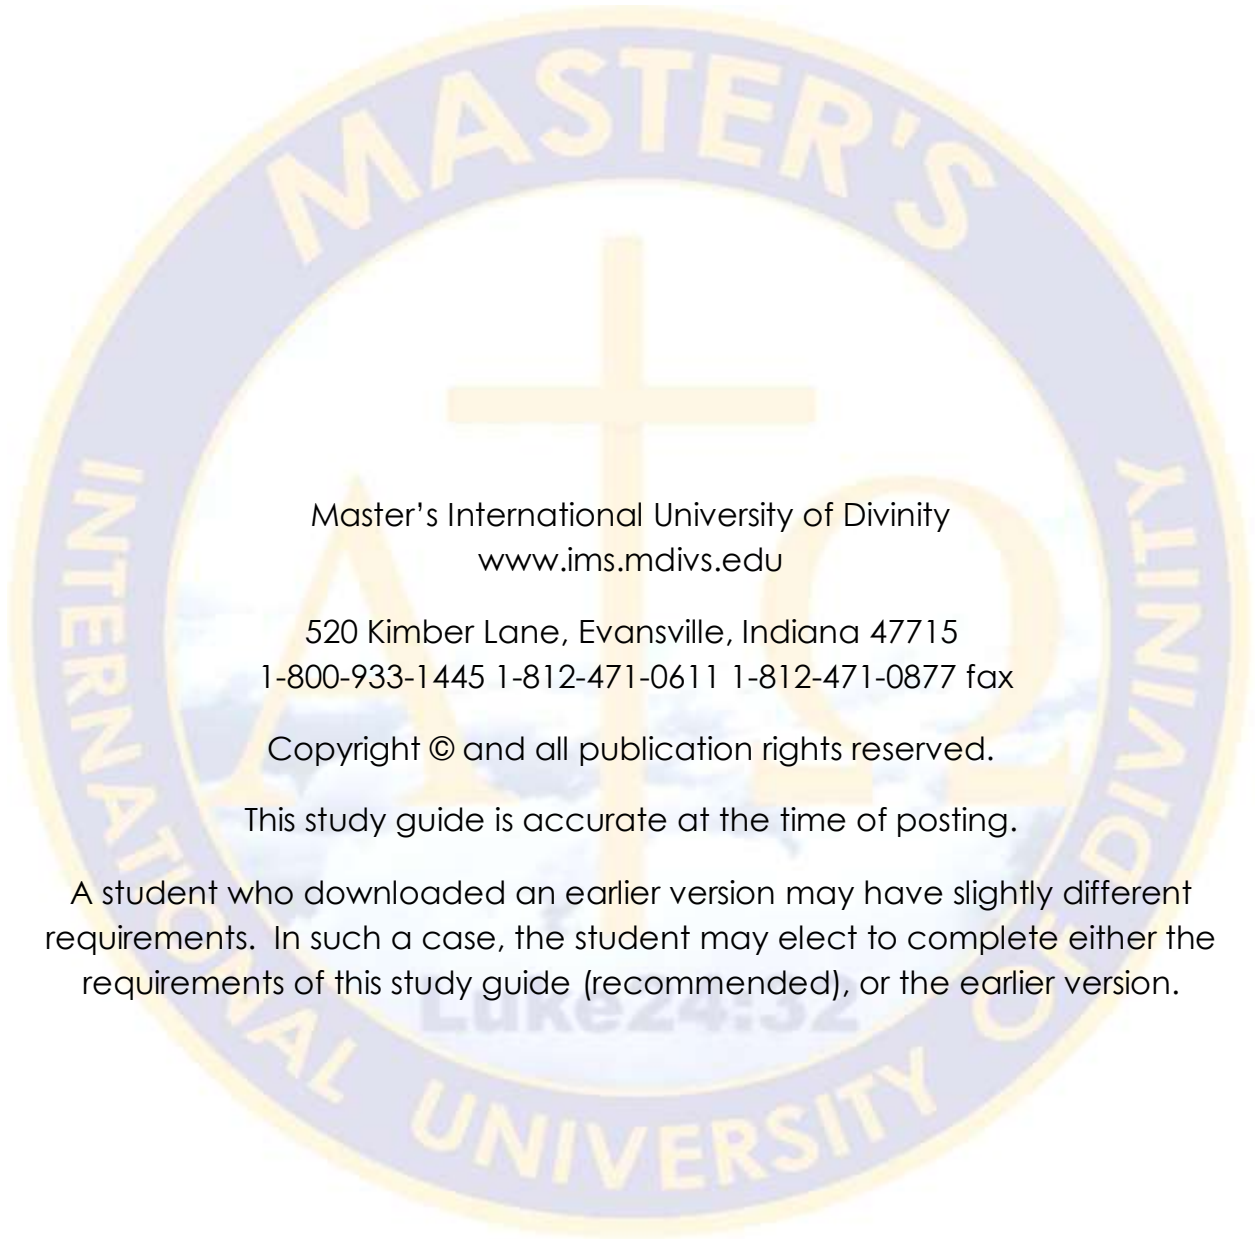 MASTER'S
INTERNATIONAL UNIVERSITY OF DIVINITY
Α Ω
Master’s International University of Divinity
www.ims.mdivs.edu
520 Kimber Lane, Evansville, Indiana 47715
1-800-933-1445 1-812-471-0611 1-812-471-0877 fax
Copyright © and all publication rights reserved.
This study guide is accurate at the time of posting.
A student who downloaded an earlier version may have slightly different
requirements.  In such a case, the student may elect to complete either the
requirements of this study guide (recommended), or the earlier version.
Luke24:32